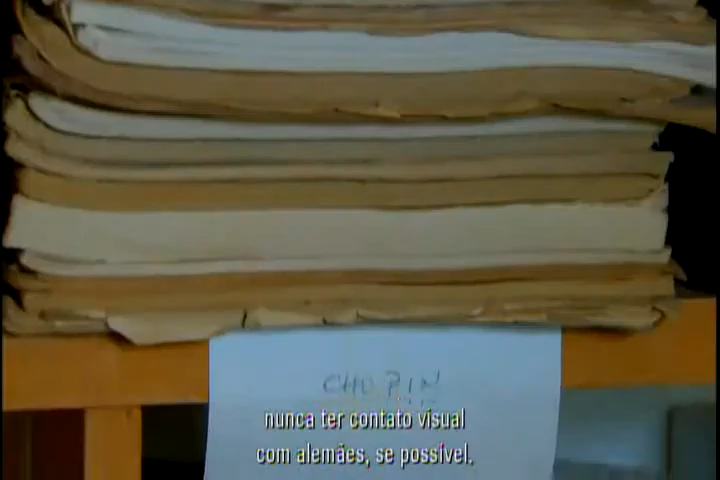 CHOPIN
nunca ter contato visual
com alemães, se possível.